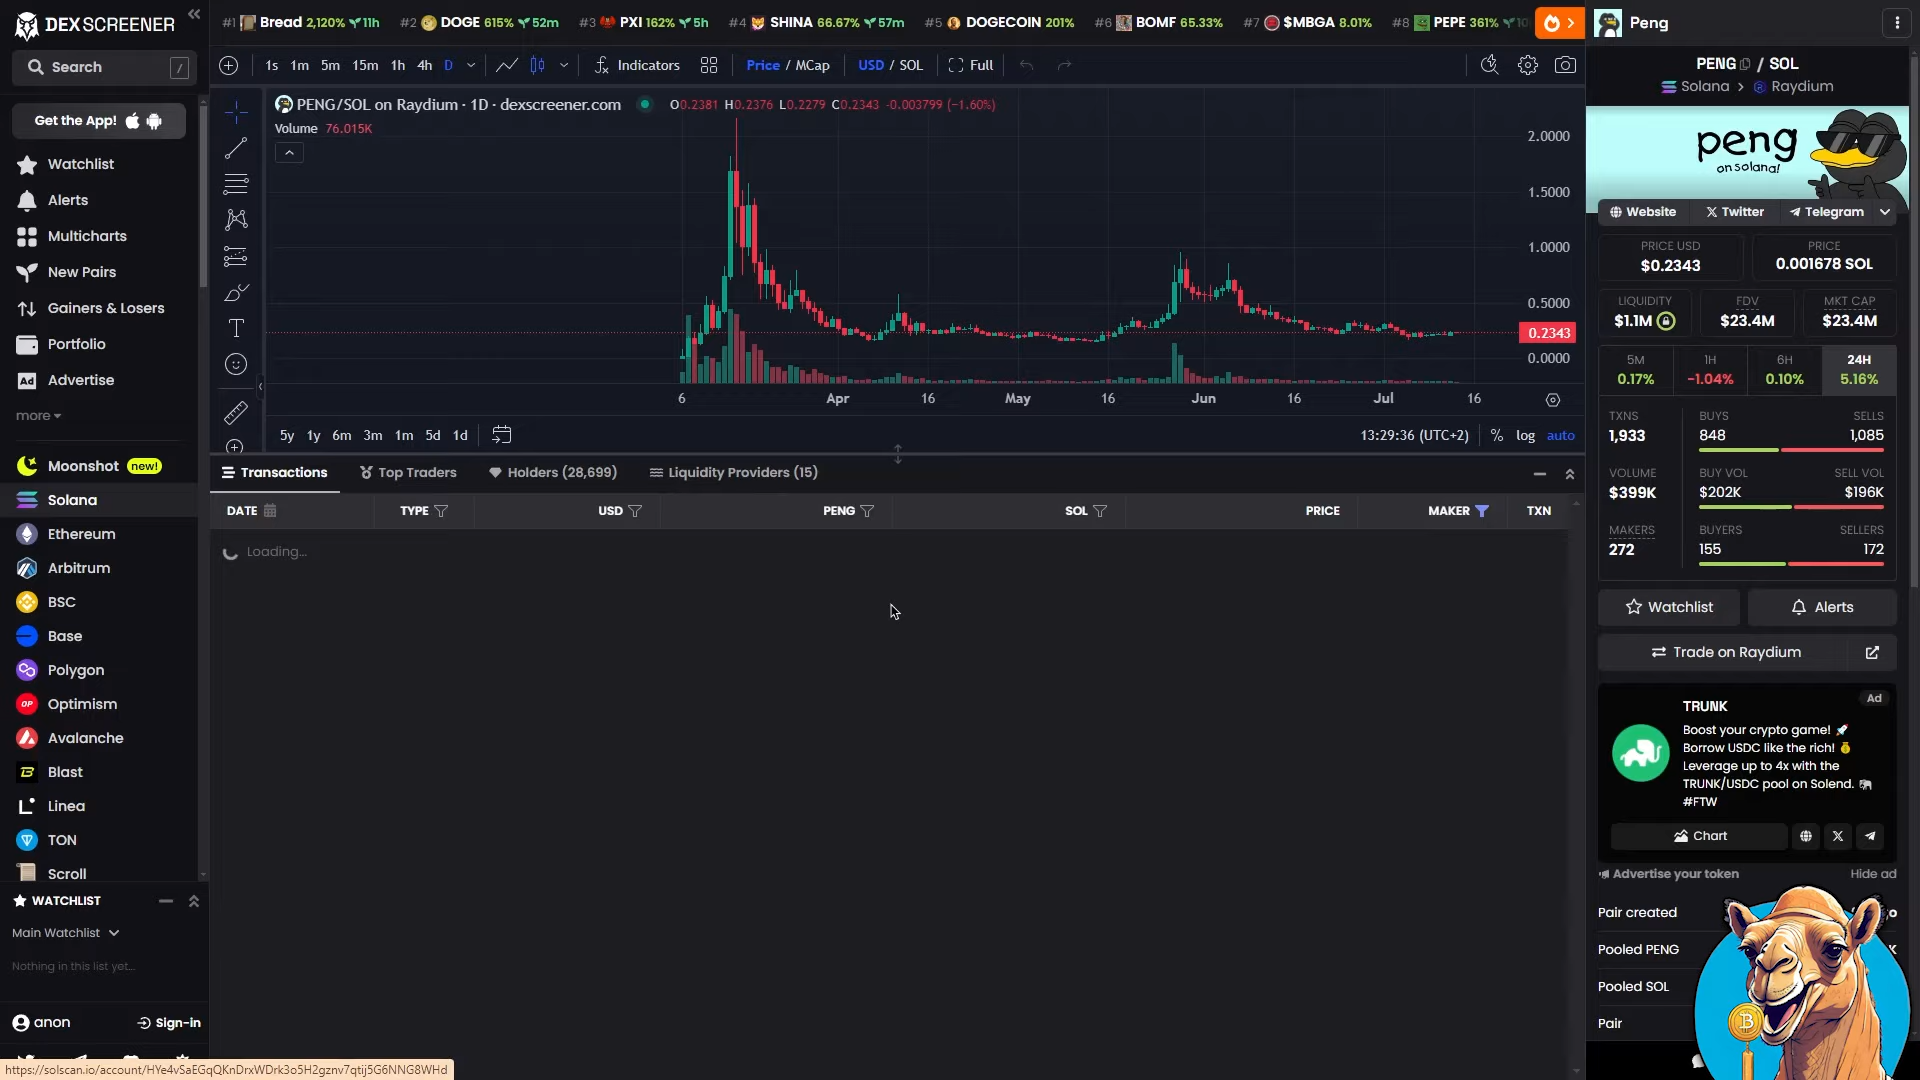 DEXSCREENER
Search /
Get the App!
Watchlist
Alerts
Multicharts
New Pairs
Gainers & Losers
Portfolio
Ad Advertise
more
Moonshot new!
Solana
Ethereum
Arbitrum
BSC
Base
Polygon
OP Optimism
Avalanche
Blast
Linea
TON
Scroll
WATCHLIST
Main Watchlist
Nothing in this list yet...
anon Sign-in
https://solscan.io/account/HYe4vSaEGqQKnDrxWDrk3o5H2gznv7qtij5G6NNG8WHd
#1 Bread 2,120% 11h #2 DOGE 615% 52m #3 PXI 162% 5h #4 SHINA 66.67% 57m #5 DOGECOIN 201% #6 BOMF 65.33% #7 $MBGA 8.01% #8 PEPE 361%
1s 1m 5m 15m 1h 4h D Indicators Price / MCap USD / SOL Full
PENG/SOL on Raydium · 1D · dexscreener.com O0.2381 H0.2376 L0.2279 C0.2343 -0.003799 (-1.60%)
Volume 76.015K
2.0000
1.5000
1.0000
0.5000
0.2343
0.0000
6 Apr 16 May 16 Jun 16 Jul 16
5y 1y 6m 3m 1m 5d 1d 13:29:36 (UTC+2) % log auto
Transactions Top Traders Holders (28,699) Liquidity Providers (15)
DATE TYPE USD PENG SOL PRICE MAKER TXN
Loading...
Peng
PENG / SOL
Solana > Raydium
peng
on solana!
Website Twitter Telegram
PRICE USD PRICE
$0.2343 0.001678 SOL
LIQUIDITY FDV MKT CAP
$1.1M $23.4M $23.4M
5M 1H 6H 24H
0.17% -1.04% 0.10% 5.16%
TXNS BUYS SELLS
1,933 848 1,085
VOLUME BUY VOL SELL VOL
$399K $202K $196K
MAKERS BUYERS SELLERS
272 155 172
Watchlist Alerts
Trade on Raydium
TRUNK Ad
Boost your crypto game!
Borrow USDC like the rich!
Leverage up to 4x with the
TRUNK/USDC pool on Solend.
#FTW
Chart
Advertise your token Hide ad
Pair created
Pooled PENG
Pooled SOL
Pair